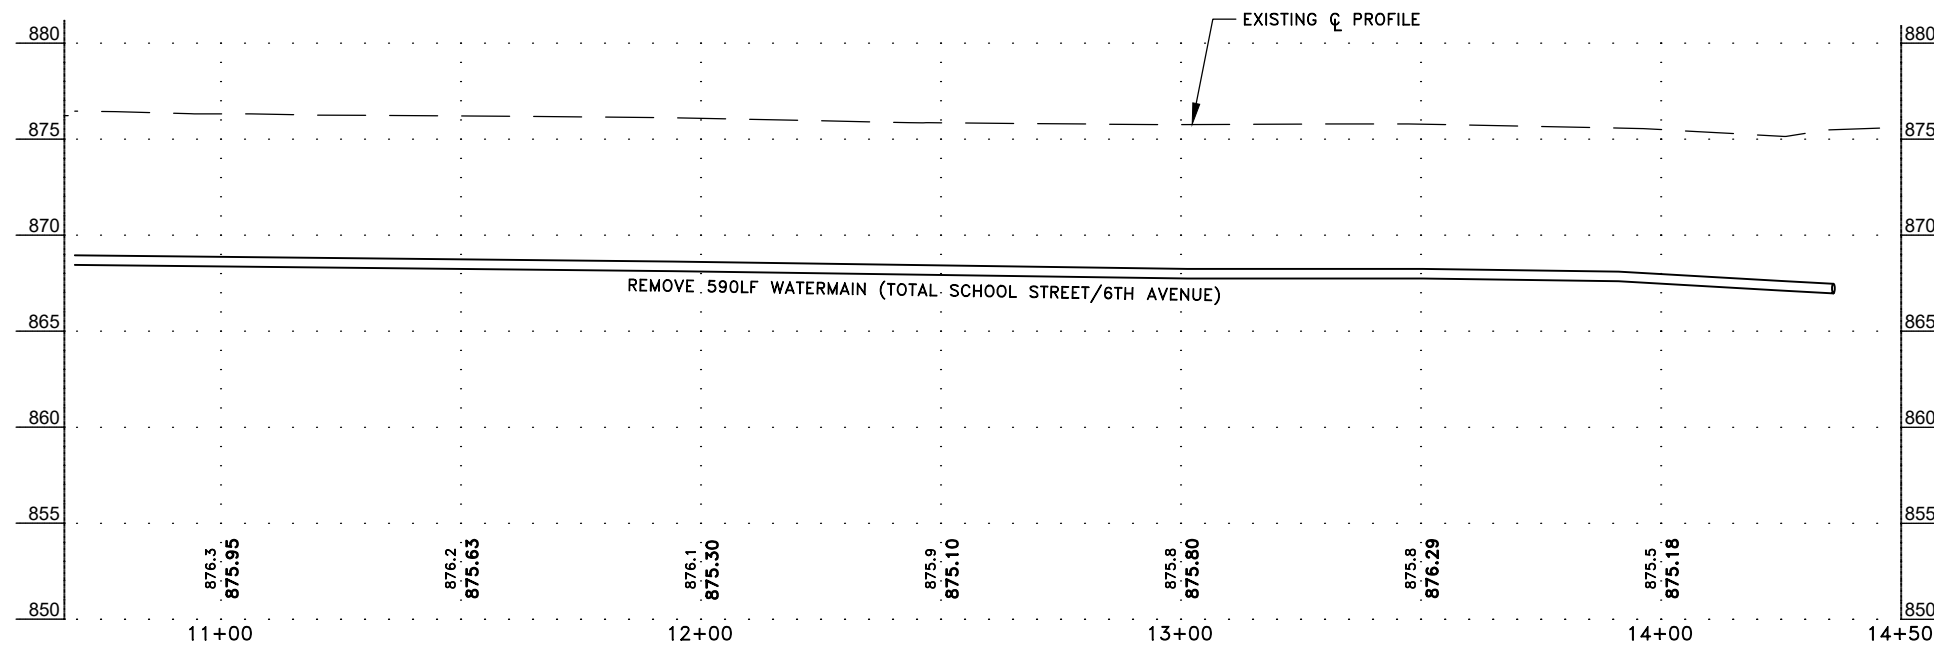 EXISTING ℄ PROFILE
880 880
875 875
870 870
REMOVE 590LF WATERMAIN (TOTAL SCHOOL STREET/6TH AVENUE)
865 865
860 860
855 855
876.3 876.2 876.1 875.9 875.8 875.8 875.5
875.95 875.63 875.30 875.10 875.80 876.29 875.18
850 850
11+00 12+00 13+00 14+00 14+50